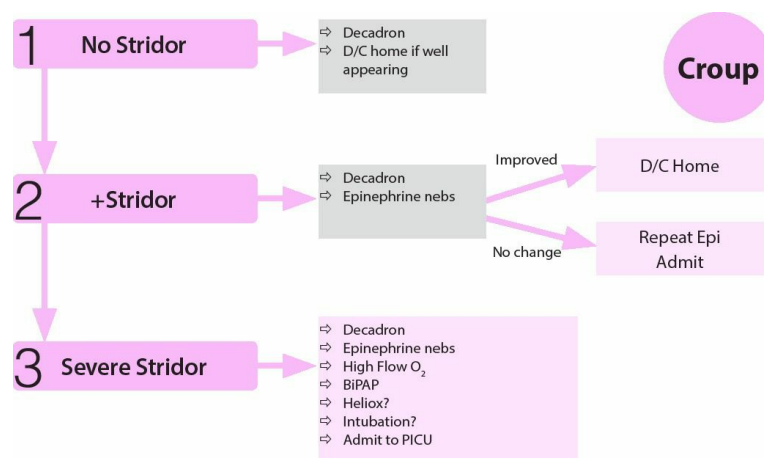 1 No Stridor
⇨ Decadron
⇨ D/C home if well
appearing
Croup
2 +Stridor
⇨ Decadron
⇨ Epinephrine nebs
Improved
D/C Home
No change
Repeat Epi
Admit
3 Severe Stridor
⇨ Decadron
⇨ Epinephrine nebs
⇨ High Flow O₂
⇨ BiPAP
⇨ Heliox?
⇨ Intubation?
⇨ Admit to PICU